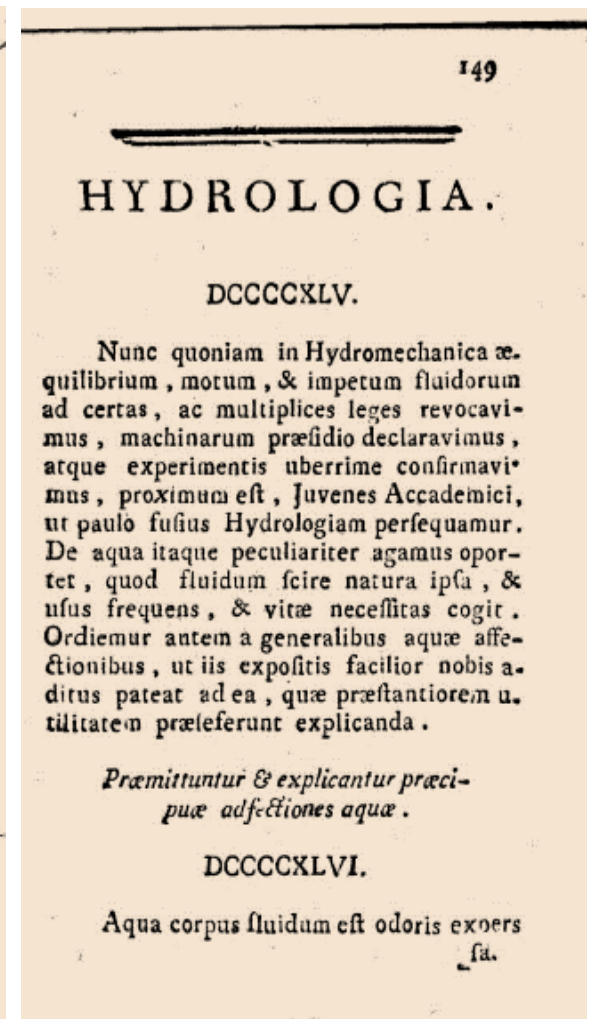 149
HYDROLOGIA.
DCCCCXLV.
Nunc quoniam in Hydromechanica æ-
quilibrium , motum , & impetum fluidorum
ad certas , ac multiplices leges revocavi-
mus , machinarum præſidio declaravimus ,
atque experimentis uberrime confirmavi-
mus , proximum eſt , Juvenes Accademici,
ut paulò fuſius Hydrologiam perſequamur.
De aqua itaque peculiariter agamus opor-
tet , quod fluidum ſcire natura ipſa , &
uſus frequens , & vitæ neceſſitas cogit .
Ordiemur autem a generalibus aquæ affe-
ctionibus , ut iis expoſitis facilior nobis a-
ditus pateat ad ea , quæ præſtantiorem u-
tilitatem præſeferunt explicanda .
Præmittuntur & explicantur præci-
puæ adfectiones aquæ .
DCCCCXLVI.
Aqua corpus fluidum eſt odoris expers
ſa-